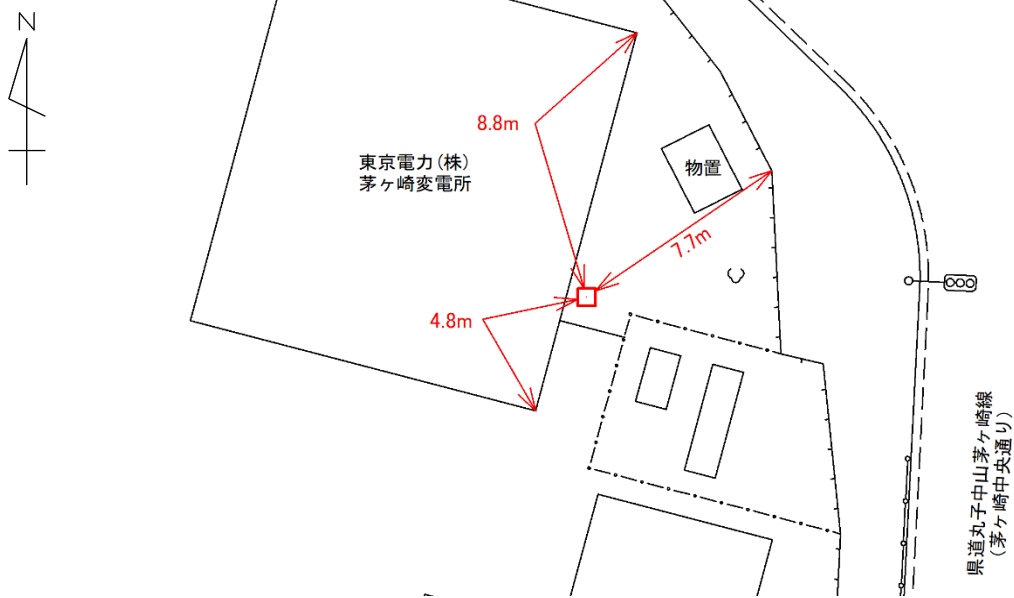 N
8.8m
東京電力(株)
茅ヶ崎変電所
物置
7.7m
4.8m
県道丸子中山茅ヶ崎線
(茅ヶ崎中央通り)